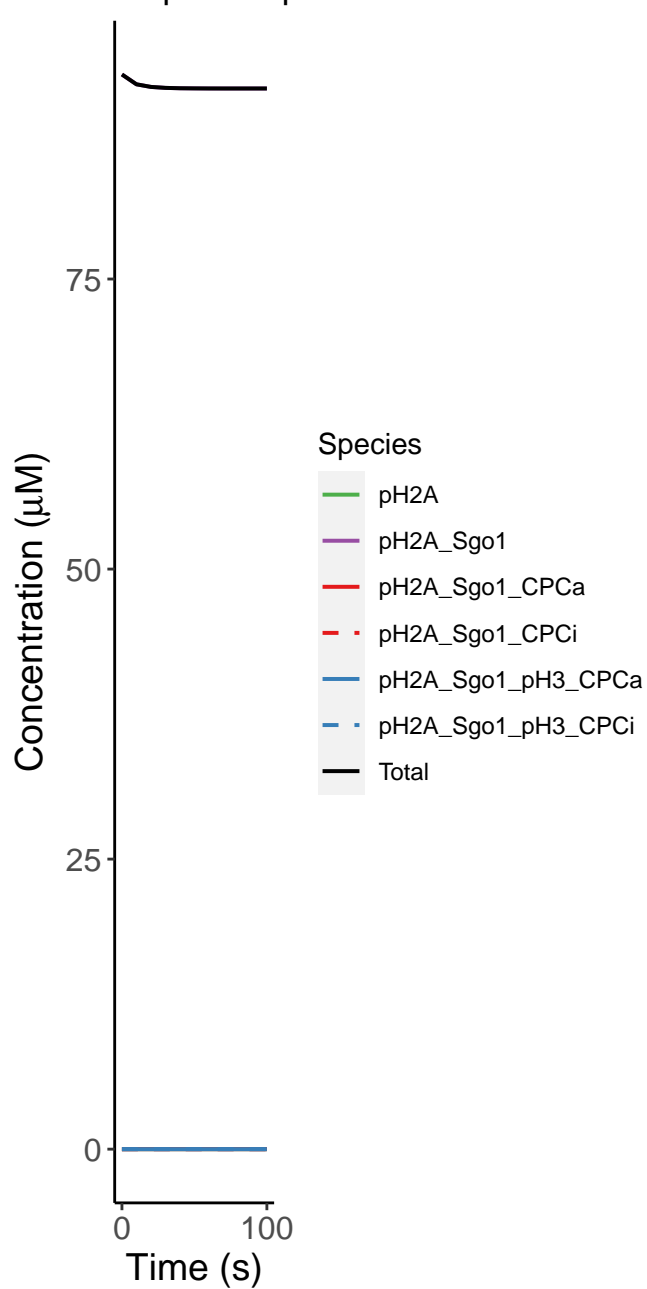 75
50
25
0
0 100
Time (s)
Concentration (μM)
Species
pH2A
pH2A_Sgo1
pH2A_Sgo1_CPCa
pH2A_Sgo1_CPCi
pH2A_Sgo1_pH3_CPCa
pH2A_Sgo1_pH3_CPCi
Total